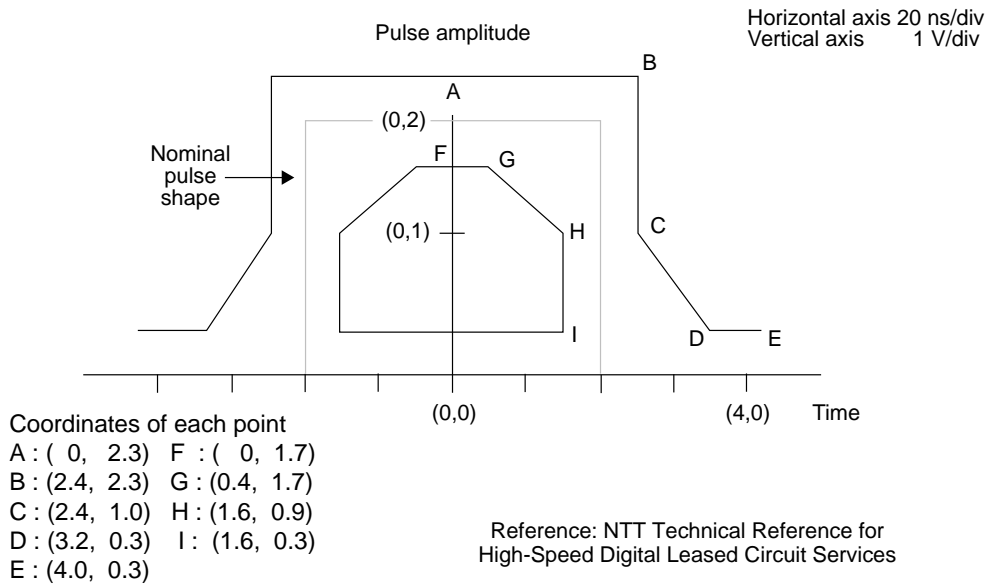 Horizontal axis 20 ns/div
Vertical axis 1 V/div
Pulse amplitude
B
A
(0,2)
Nominal
pulse
shape
F
G
(0,1)
H
C
I
D
E
(0,0)
(4,0)
Time
Coordinates of each point
A : ( 0, 2.3) F : ( 0, 1.7)
B : (2.4, 2.3) G : (0.4, 1.7)
C : (2.4, 1.0) H : (1.6, 0.9)
D : (3.2, 0.3) I : (1.6, 0.3)
E : (4.0, 0.3)
Reference: NTT Technical Reference for
High-Speed Digital Leased Circuit Services